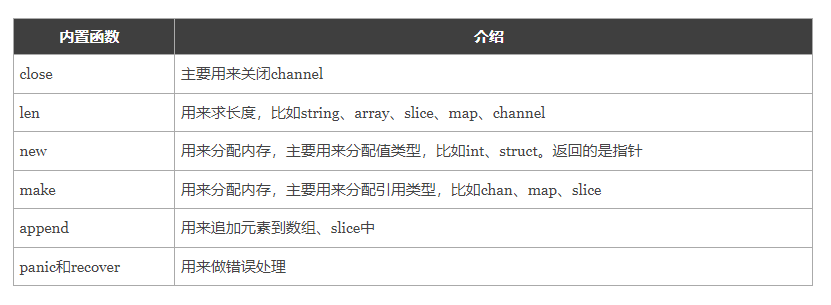 内置函数 介绍
close 主要用来关闭channel
len 用来求长度，比如string、array、slice、map、channel
new 用来分配内存，主要用来分配值类型，比如int、struct。返回的是指针
make 用来分配内存，主要用来分配引用类型，比如chan、map、slice
append 用来追加元素到数组、slice中
panic和recover 用来做错误处理